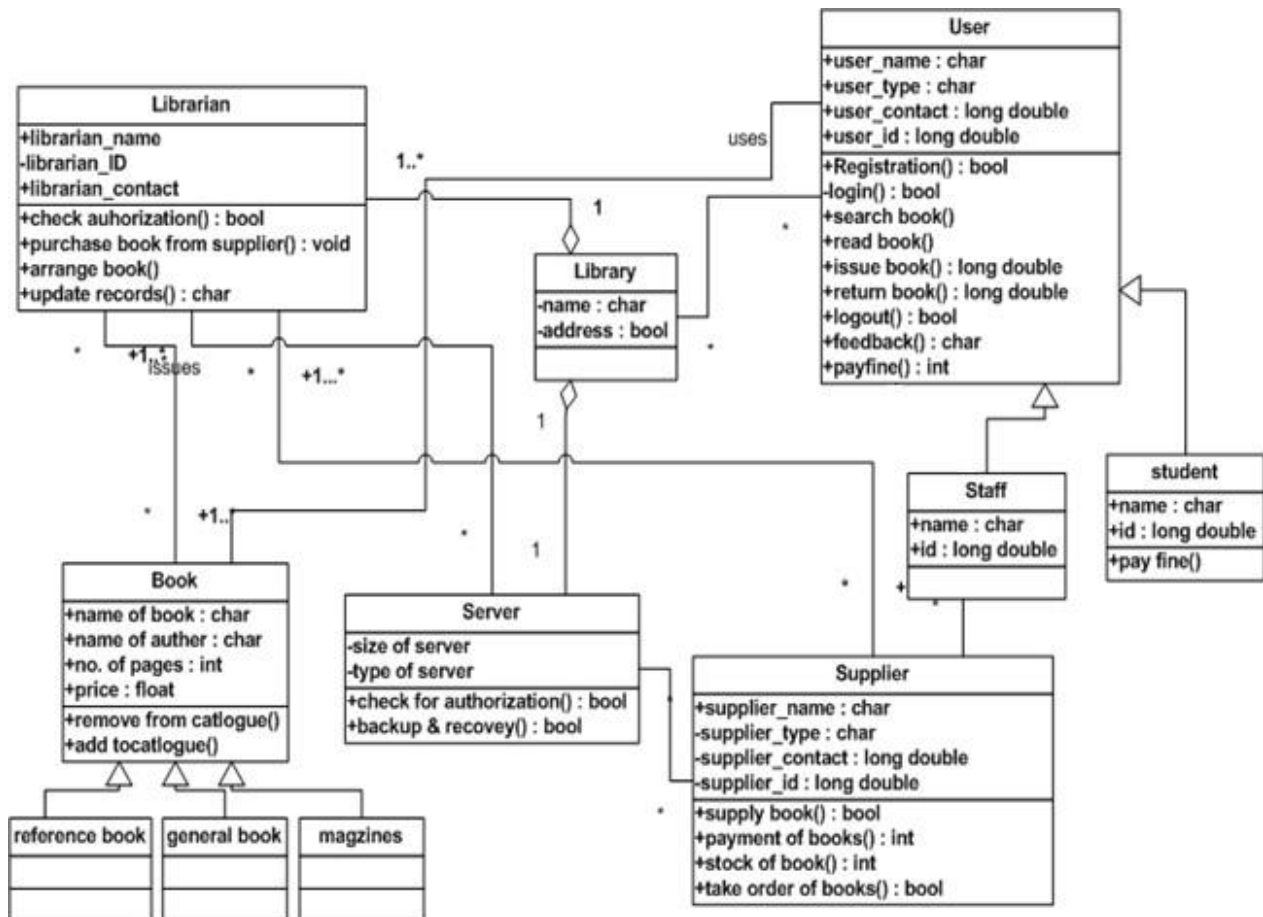 User
+user_name : char
+user_type : char
+user_contact : long double
+user_id : long double
+Registration() : bool
-login() : bool
+search book()
+read book()
+issue book() : long double
+return book() : long double
+logout() : bool
+feedback() : char
+payfine() : int
Librarian
+librarian_name
-librarian_ID
+librarian_contact
+check auhorization() : bool
+purchase book from supplier() : void
+arrange book()
+update records() : char
uses
1..*
1
*
Library
-name : char
-address : bool
*
*
+1..*
issues
*
+1...*
1
*
+1..*
*
1
Staff
+name : char
+id : long double
student
+name : char
+id : long double
+pay fine()
*
+
*
Book
+name of book : char
+name of auther : char
+no. of pages : int
+price : float
+remove from catlogue()
+add tocatlogue()
Server
-size of server
-type of server
+check for authorization() : bool
+backup & recovey() : bool
*
*
Supplier
+supplier_name : char
-supplier_type : char
-supplier_contact : long double
-supplier_id : long double
+supply book() : bool
+payment of books() : int
+stock of book() : int
+take order of books() : bool
reference book
general book
magzines